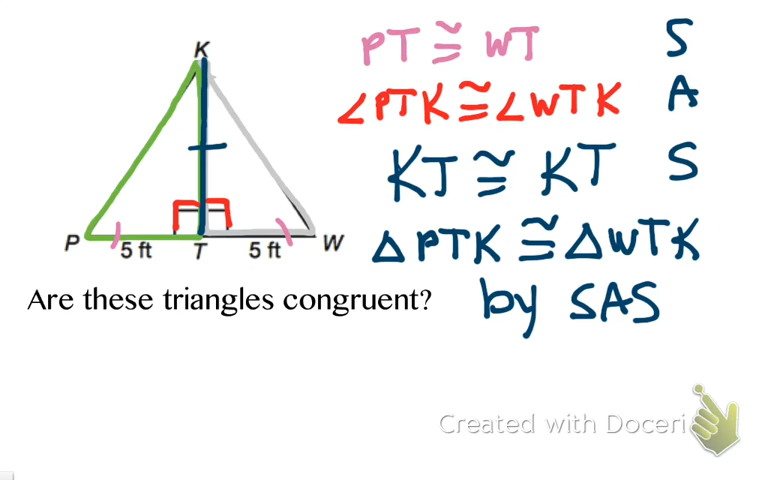 K
P
5 ft
T
5 ft
W
PT ≅ WT S
∠PTK ≅ ∠WTK A
KT ≅ KT S
△PTK ≅ △WTK
by SAS
Are these triangles congruent?
Created with Doceri